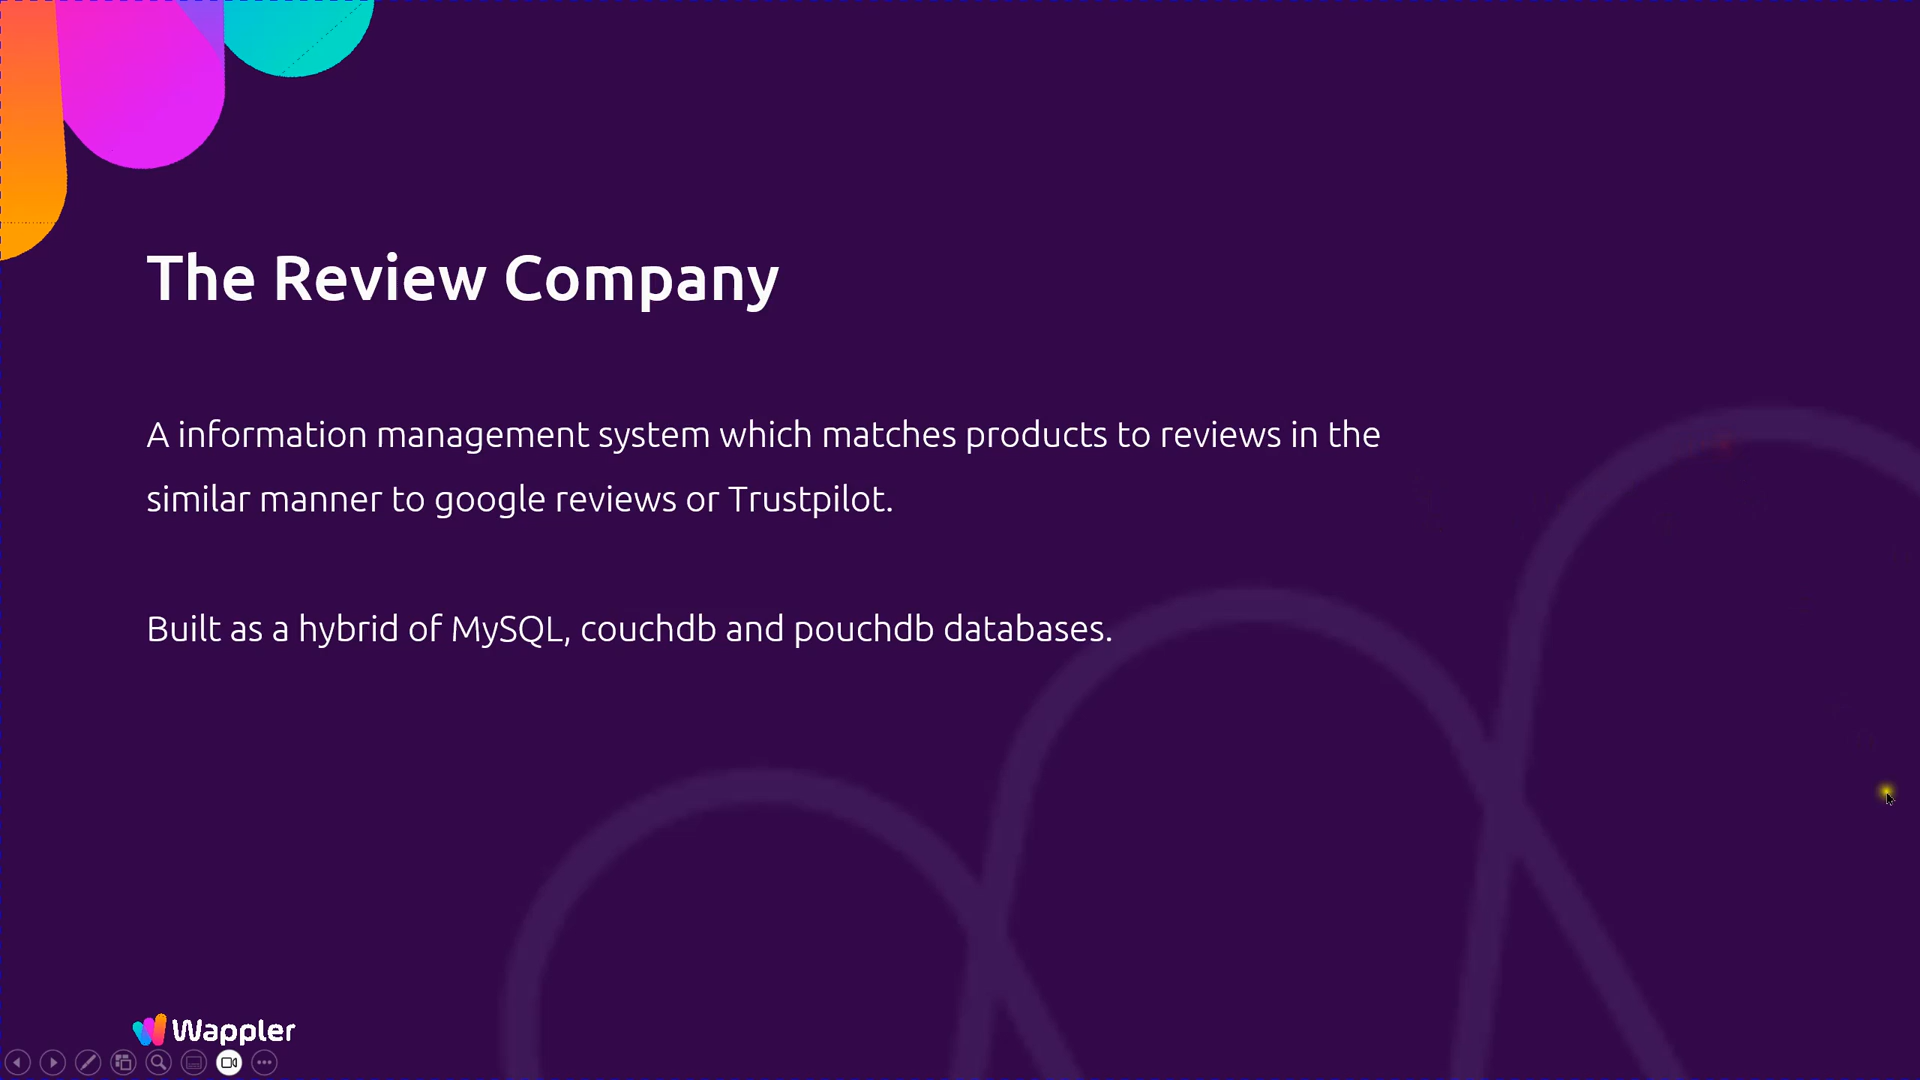 The Review Company
A information management system which matches products to reviews in the
similar manner to google reviews or Trustpilot.
Built as a hybrid of MySQL, couchdb and pouchdb databases.
Wappler